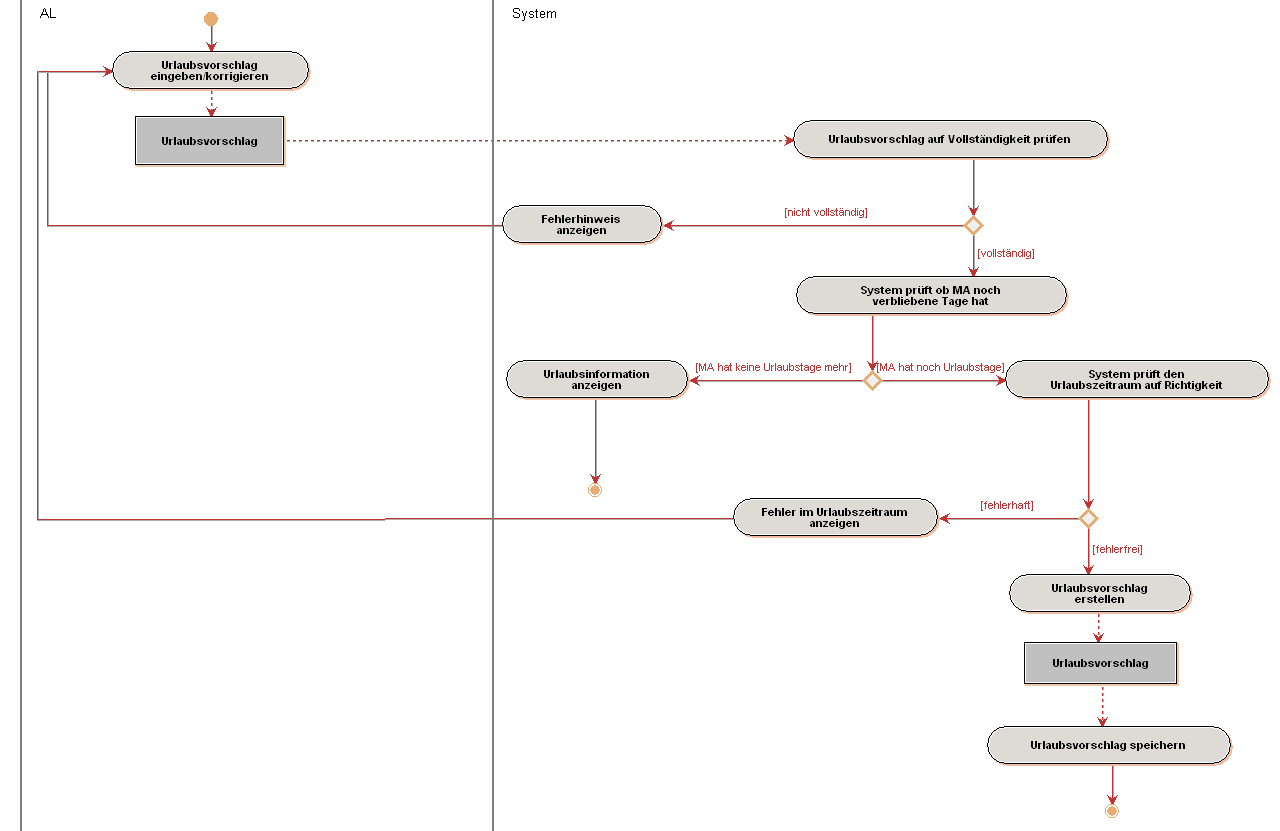 AL
System
Urlaubsvorschlag
eingeben/korrigieren
Urlaubsvorschlag
Urlaubsvorschlag auf Vollständigkeit prüfen
[nicht vollständig]
Fehlerhinweis
anzeigen
[vollständig]
System prüft ob MA noch
verbliebene Tage hat
[MA hat keine Urlaubstage mehr]
[MA hat noch Urlaubstage]
Urlaubsinformation
anzeigen
System prüft den
Urlaubszeitraum auf Richtigkeit
[fehlerhaft]
Fehler im Urlaubszeitraum
anzeigen
[fehlerfrei]
Urlaubsvorschlag
erstellen
Urlaubsvorschlag
Urlaubsvorschlag speichern